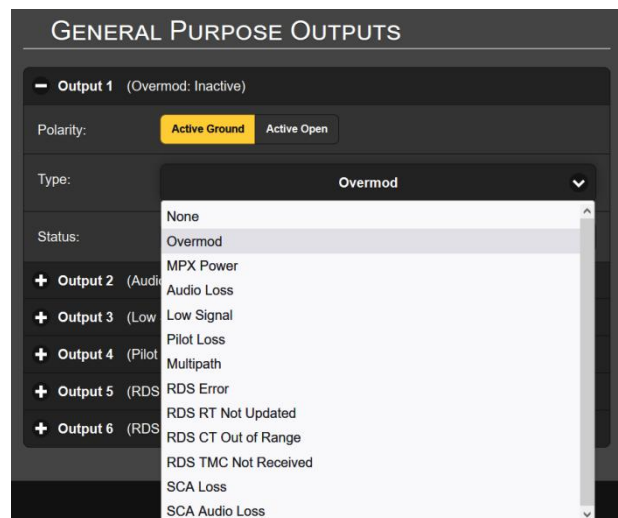 GENERAL PURPOSE OUTPUTS
Output 1 (Overmod: Inactive)
Polarity: Active Ground Active Open
Type: Overmod
None
Status:
Overmod
MPX Power
Output 2 (Audio
Audio Loss
Output 3 (Low
Low Signal
Output 4 (Pilot
Pilot Loss
Multipath
Output 5 (RDS
RDS Error
RDS RT Not Updated
Output 6 (RDS
RDS CT Out of Range
RDS TMC Not Received
SCA Loss
SCA Audio Loss